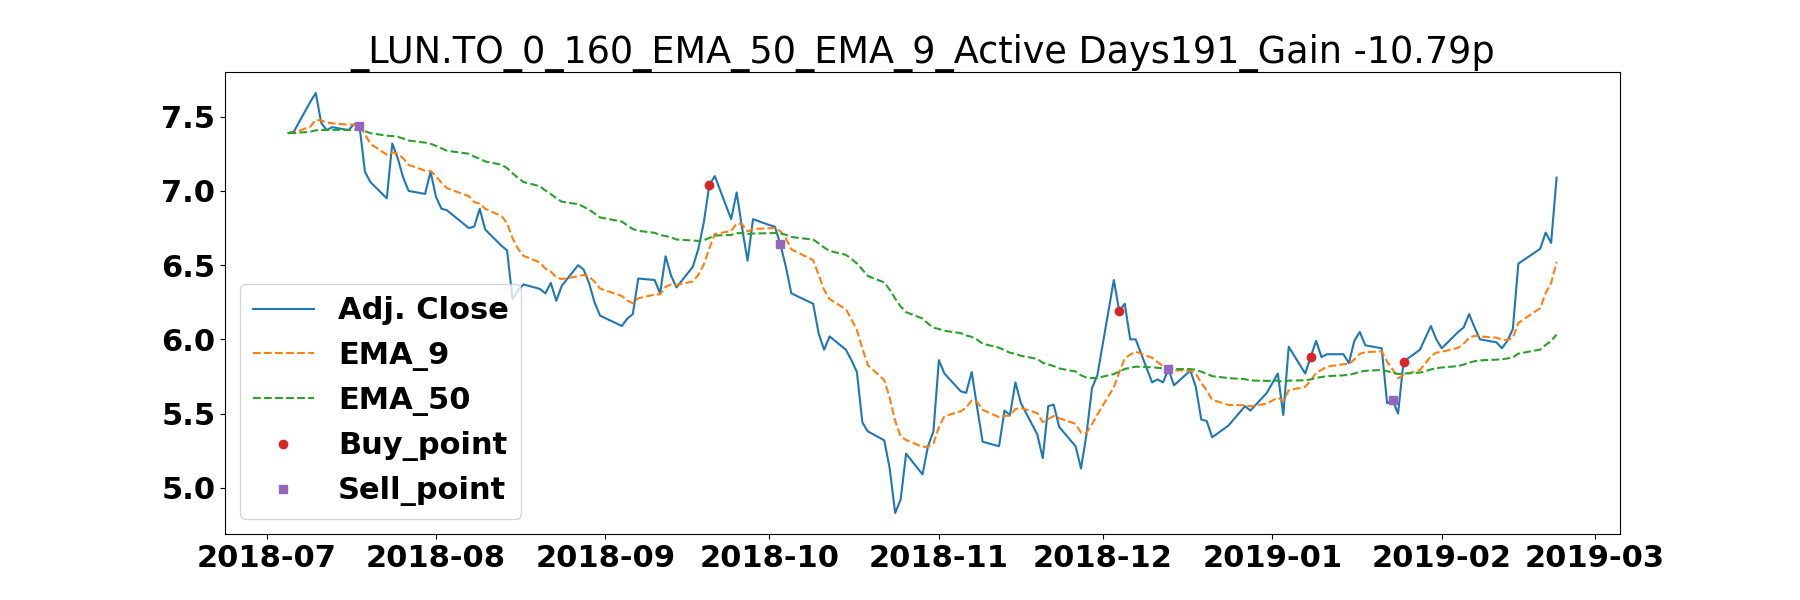 _LUN.TO_0_160_EMA_50_EMA_9_Active Days191_Gain -10.79p
7.5
7.0
6.5
6.0
5.5
5.0
Adj. Close
EMA_9
EMA_50
Buy_point
Sell_point
2018-07 2018-08 2018-09 2018-10 2018-11 2018-12 2019-01 2019-02 2019-03